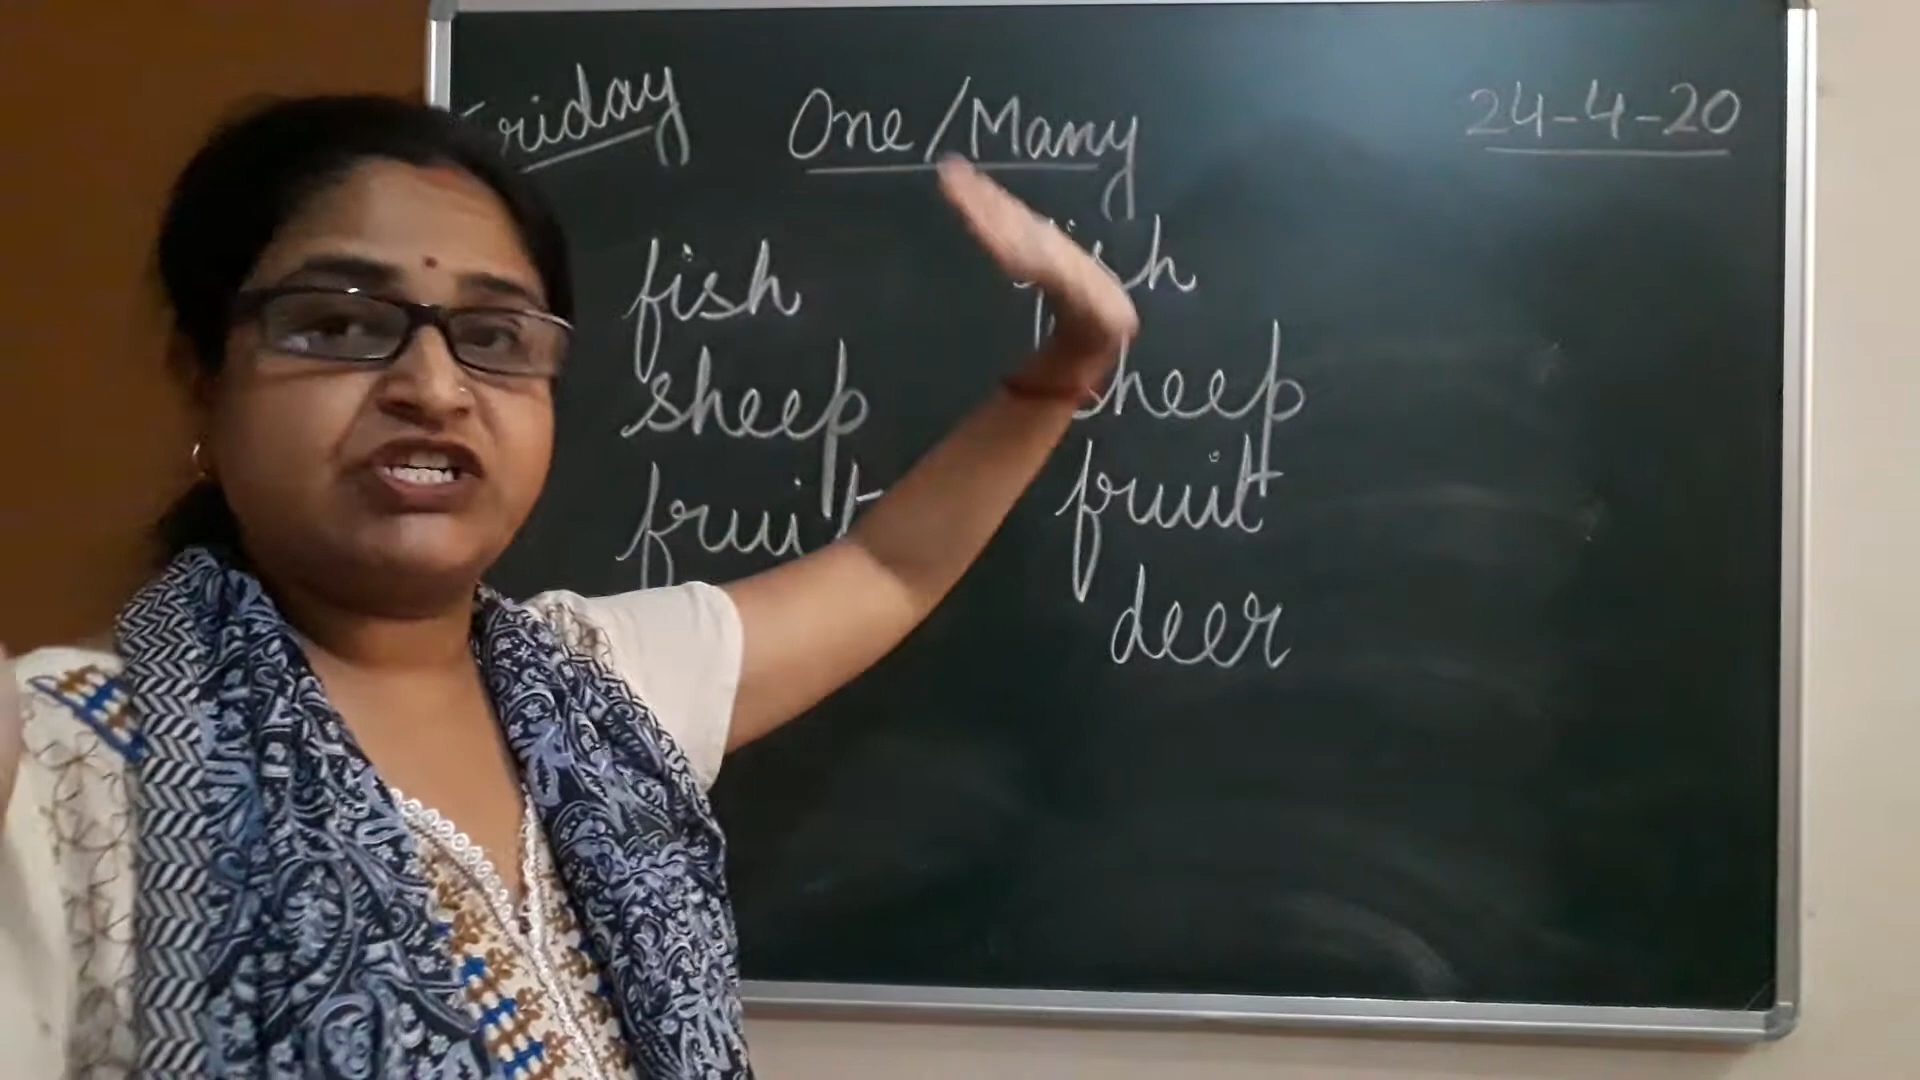 Friday One/Many 24-4-20
fish fish
sheep sheep
fruit fruit
deer